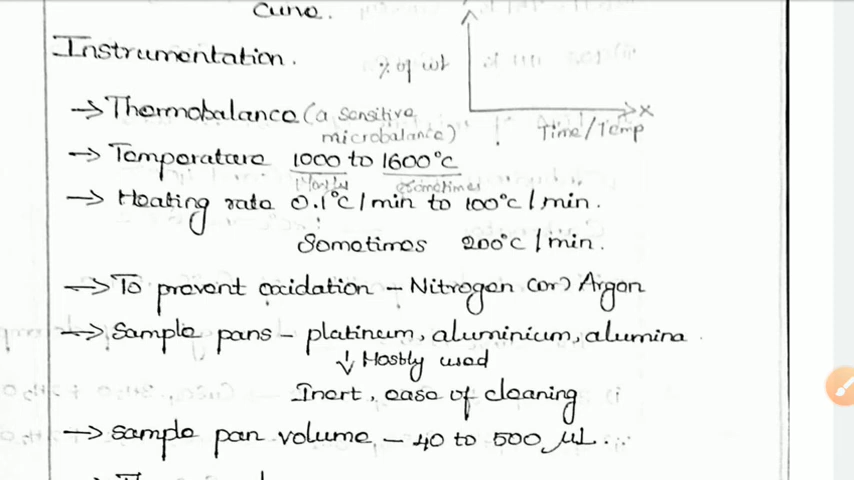 Curve.
Instrumentation.
% of wt
→ Thermobalance (a sensitive
microbalance)
x
Time/Temp
→ Temperature 1000 to 1600°C
Mostly Sometimes
→ Heating rate 0.1°C/min to 100°C/min.
Sometimes 200°C/min.
→ To prevent oxidation – Nitrogen (or) Argon
→ Sample pans – platinum, aluminium, alumina
↓ Mostly used
Inert, ease of cleaning
→ Sample pan volume – 40 to 500 µL.